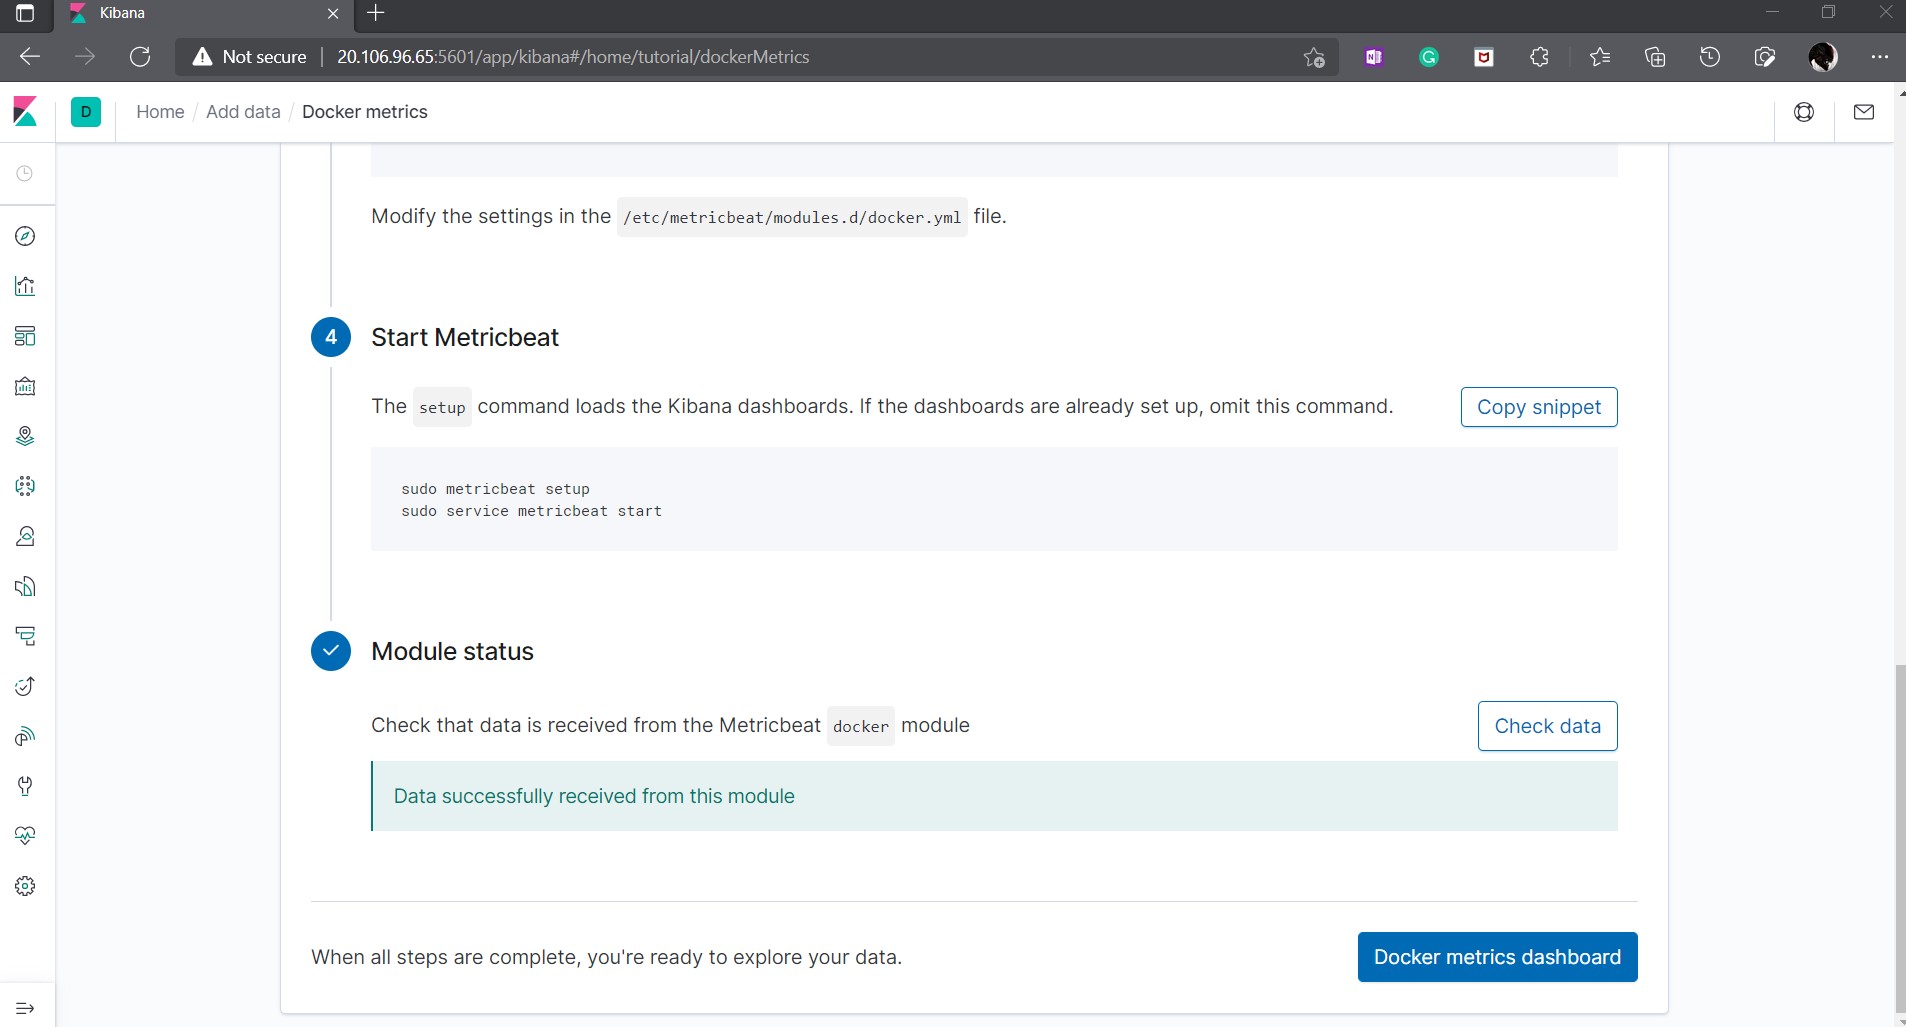 Kibana
Not secure | 20.106.96.65:5601/app/kibana#/home/tutorial/dockerMetrics
D Home / Add data / Docker metrics
Modify the settings in the /etc/metricbeat/modules.d/docker.yml file.
4 Start Metricbeat
The setup command loads the Kibana dashboards. If the dashboards are already set up, omit this command.
Copy snippet
sudo metricbeat setup
sudo service metricbeat start
Module status
Check that data is received from the Metricbeat docker module
Check data
Data successfully received from this module
When all steps are complete, you're ready to explore your data.
Docker metrics dashboard